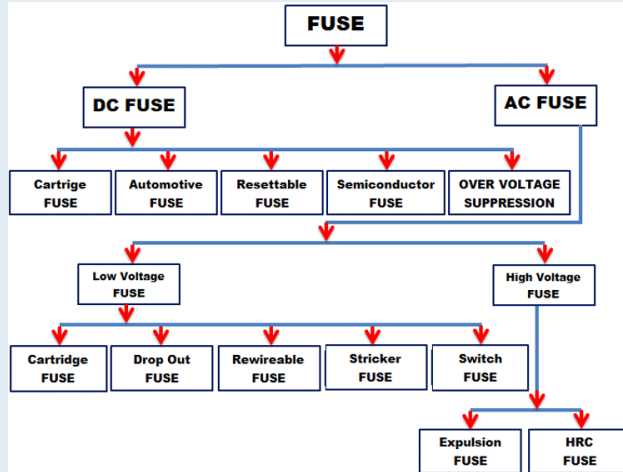 FUSE
DC FUSE
AC FUSE
Cartrige
FUSE
Automotive
FUSE
Resettable
FUSE
Semiconductor
FUSE
OVER VOLTAGE
SUPPRESSION
Low Voltage
FUSE
High Voltage
FUSE
Cartridge
FUSE
Drop Out
FUSE
Rewireable
FUSE
Stricker
FUSE
Switch
FUSE
Expulsion
FUSE
HRC
FUSE